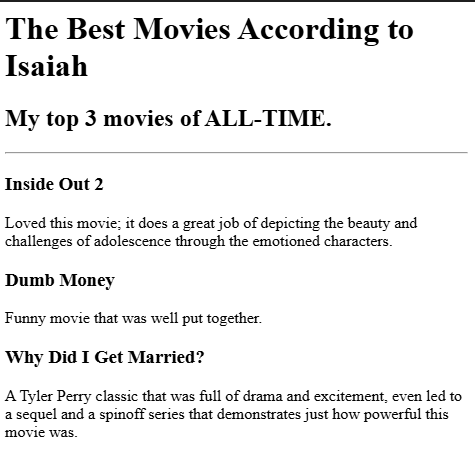 The Best Movies According to
Isaiah
My top 3 movies of ALL-TIME.
Inside Out 2
Loved this movie; it does a great job of depicting the beauty and
challenges of adolescence through the emotioned characters.
Dumb Money
Funny movie that was well put together.
Why Did I Get Married?
A Tyler Perry classic that was full of drama and excitement, even led to
a sequel and a spinoff series that demonstrates just how powerful this
movie was.